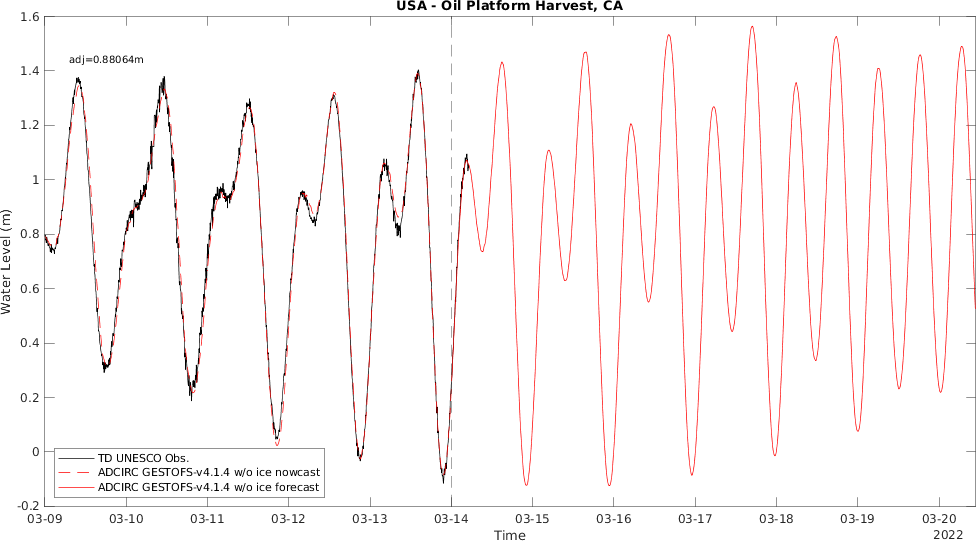 USA - Oil Platform Harvest, CA
adj=0.88064m
Water Level (m)
1.6
1.4
1.2
1
0.8
0.6
0.4
0.2
0
-0.2
TD UNESCO Obs.
ADCIRC GESTOFS-v4.1.4 w/o ice nowcast
ADCIRC GESTOFS-v4.1.4 w/o ice forecast
03-09 03-10 03-11 03-12 03-13 03-14 03-15 03-16 03-17 03-18 03-19 03-20
Time
2022